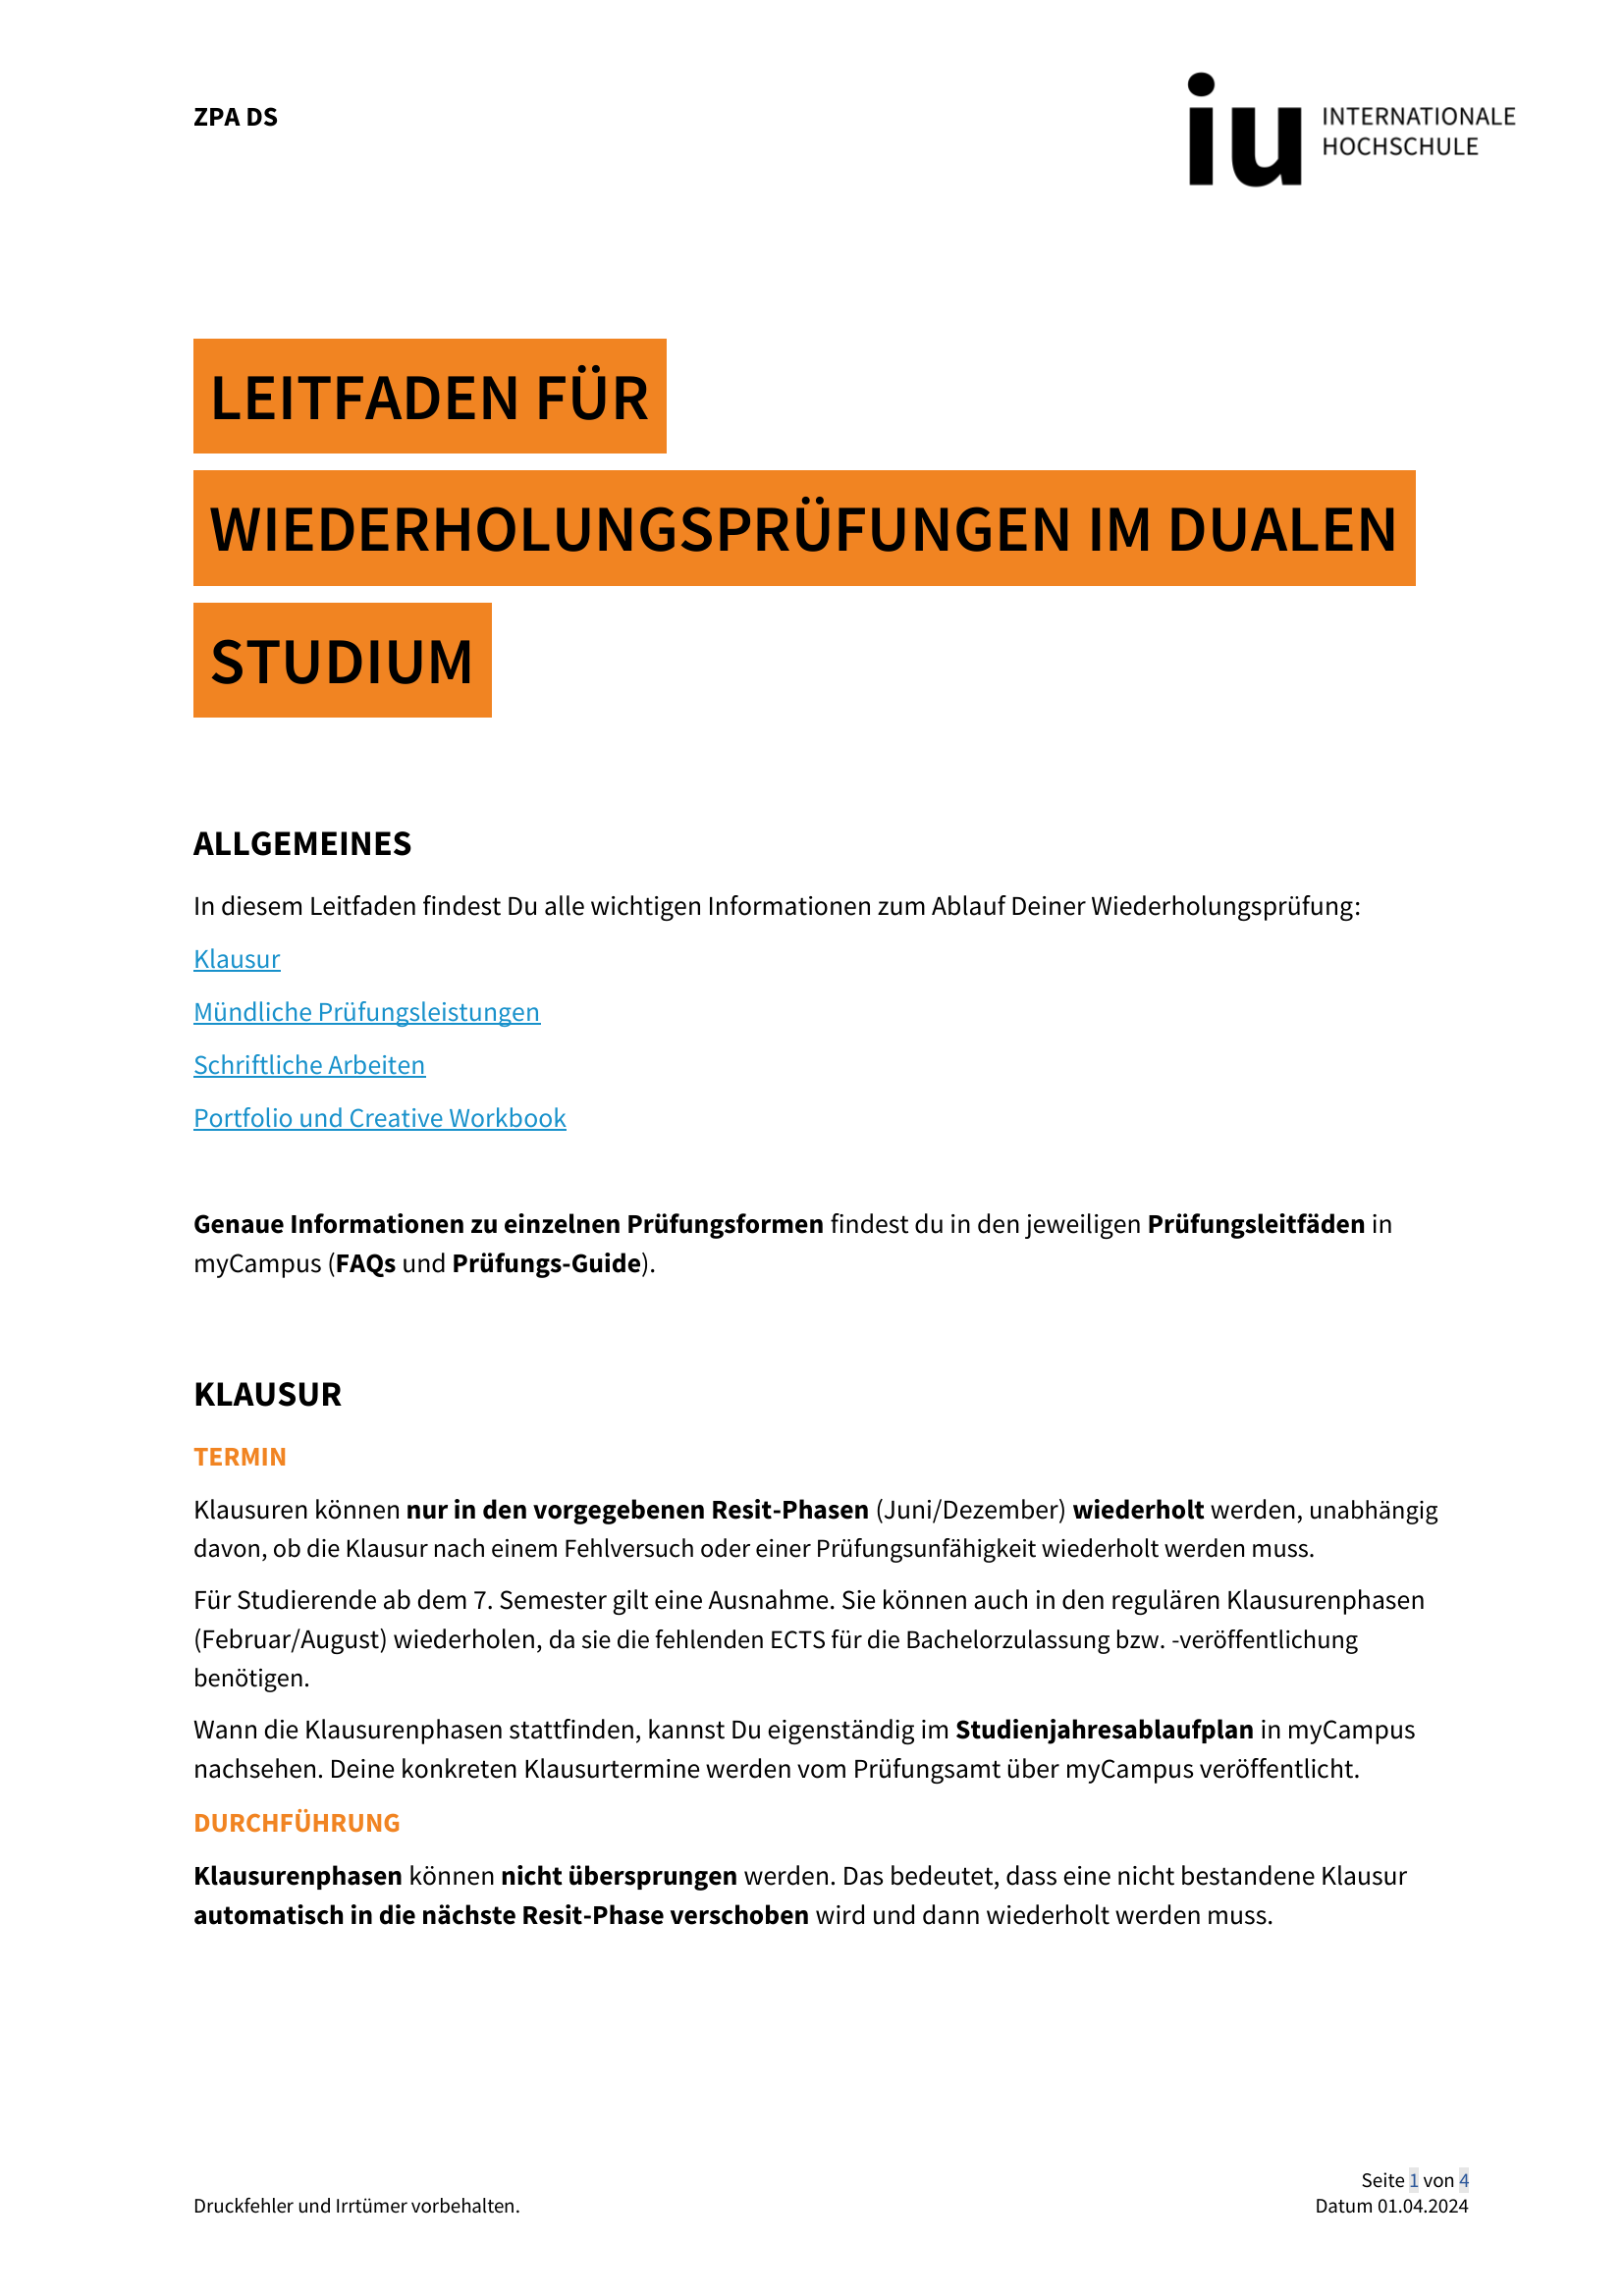 ZPA DS
iu INTERNATIONALE
HOCHSCHULE
LEITFADEN FÜR
WIEDERHOLUNGSPRÜFUNGEN IM DUALEN
STUDIUM
ALLGEMEINES
In diesem Leitfaden findest Du alle wichtigen Informationen zum Ablauf Deiner Wiederholungsprüfung:
Klausur
Mündliche Prüfungsleistungen
Schriftliche Arbeiten
Portfolio und Creative Workbook
Genaue Informationen zu einzelnen Prüfungsformen findest du in den jeweiligen Prüfungsleitfäden in
myCampus (FAQs und Prüfungs-Guide).
KLAUSUR
TERMIN
Klausuren können nur in den vorgegebenen Resit-Phasen (Juni/Dezember) wiederholt werden, unabhängig
davon, ob die Klausur nach einem Fehlversuch oder einer Prüfungsunfähigkeit wiederholt werden muss.
Für Studierende ab dem 7. Semester gilt eine Ausnahme. Sie können auch in den regulären Klausurenphasen
(Februar/August) wiederholen, da sie die fehlenden ECTS für die Bachelorzulassung bzw. -veröffentlichung
benötigen.
Wann die Klausurenphasen stattfinden, kannst Du eigenständig im Studienjahresablaufplan in myCampus
nachsehen. Deine konkreten Klausurtermine werden vom Prüfungsamt über myCampus veröffentlicht.
DURCHFÜHRUNG
Klausurenphasen können nicht übersprungen werden. Das bedeutet, dass eine nicht bestandene Klausur
automatisch in die nächste Resit-Phase verschoben wird und dann wiederholt werden muss.
Seite 1 von 4
Druckfehler und Irrtümer vorbehalten.
Datum 01.04.2024